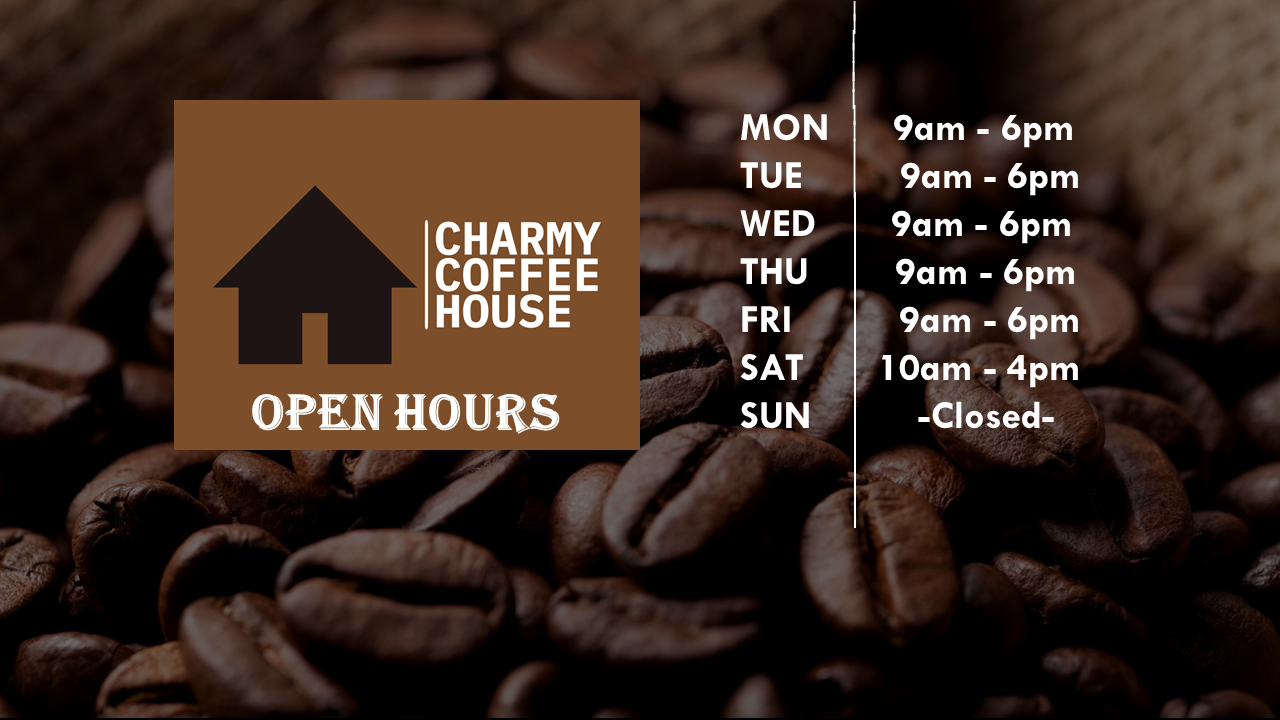 CHARMY
COFFEE
HOUSE
OPEN HOURS
MON 9am - 6pm
TUE 9am - 6pm
WED 9am - 6pm
THU 9am - 6pm
FRI 9am - 6pm
SAT 10am - 4pm
SUN -Closed-